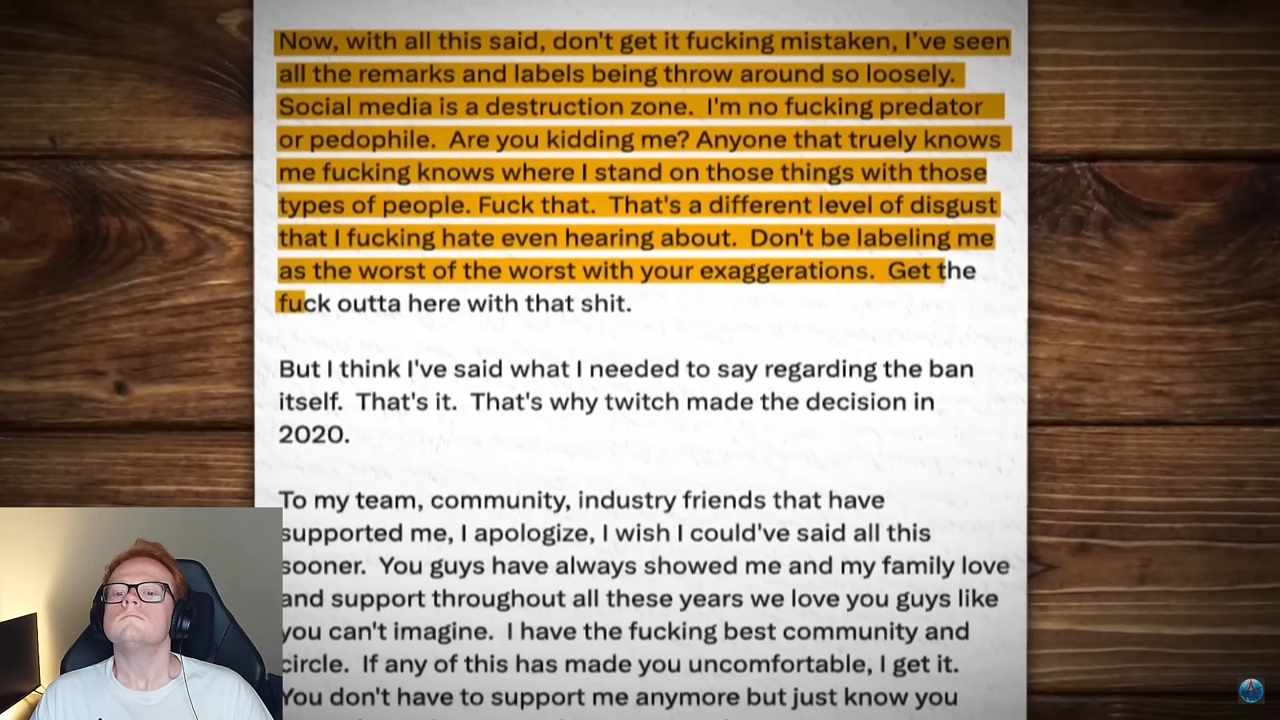 Now, with all this said, don't get it fucking mistaken, I've seen
all the remarks and labels being throw around so loosely.
Social media is a destruction zone.  I'm no fucking predator
or pedophile.  Are you kidding me? Anyone that truely knows
me fucking knows where I stand on those things with those
types of people. Fuck that.  That's a different level of disgust
that I fucking hate even hearing about.  Don't be labeling me
as the worst of the worst with your exaggerations.  Get the
fuck outta here with that shit.
But I think I've said what I needed to say regarding the ban
itself.  That's it.  That's why twitch made the decision in
2020.
To my team, community, industry friends that have
supported me, I apologize, I wish I could've said all this
sooner.  You guys have always showed me and my family love
and support throughout all these years we love you guys like
you can't imagine.  I have the fucking best community and
circle.  If any of this has made you uncomfortable, I get it.
You don't have to support me anymore but just know you